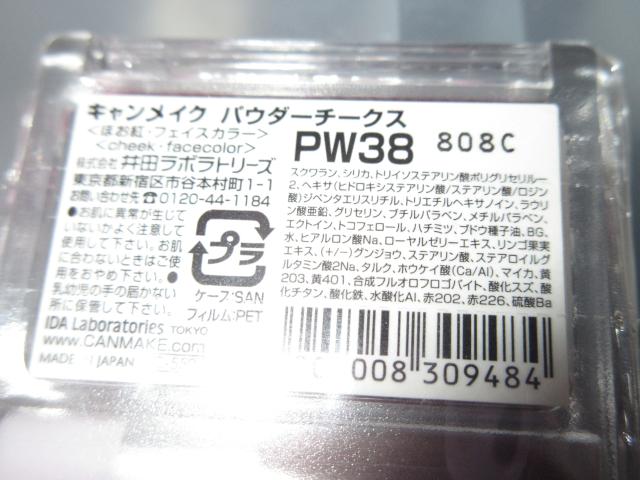 キャンメイク パウダーチークス
<ほお紅・フェイスカラー>
<cheek・facecolor>
株式会社 井田ラボラトリーズ
東京都新宿区市谷本村町1-1
お問い合わせ先 0120-44-1184
●お肌に異常が生じて
いないかよく注意して
使用して下さい。お肌
に合わないときはご使
用をおやめ下さい。●
乳幼児の手の届かない
所に保管して下さい。
プラ
ケース:SAN
フィルム:PET
IDA Laboratories TOKYO
www.CANMAKE.com
MADE IN JAPAN
PW38 808C
スクワラン、シリカ、トリイソステアリン酸ポリグリセリル-
2、ヘキサ(ヒドロキシステアリン酸/ステアリン酸/ロジン
酸)ジペンタエリスリチル、トリエチルヘキサノイン、ラウリ
ン酸亜鉛、グリセリン、ブチルパラベン、メチルパラベン、
エクトイン、トコフェロール、ハチミツ、ブドウ種子油、BG、
水、ヒアルロン酸Na、ローヤルゼリーエキス、リンゴ果実
エキス、(+/-)グンジョウ、ステアリン酸、ステアロイルグ
ルタミン酸2Na、タルク、ホウケイ酸(Ca/Al)、マイカ、黄
203、黄401、合成フルオロフロゴパイト、酸化スズ、酸
化チタン、酸化鉄、水酸化Al、赤202、赤226、硫酸Ba
008 309484